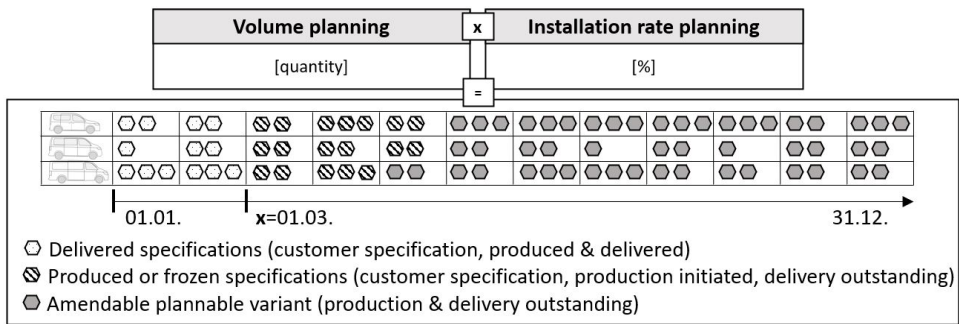 Volume planning x Installation rate planning
[quantity] [%]
=
01.01. x=01.03. 31.12.
Delivered specifications (customer specification, produced & delivered)
Produced or frozen specifications (customer specification, production initiated, delivery outstanding)
Amendable plannable variant (production & delivery outstanding)